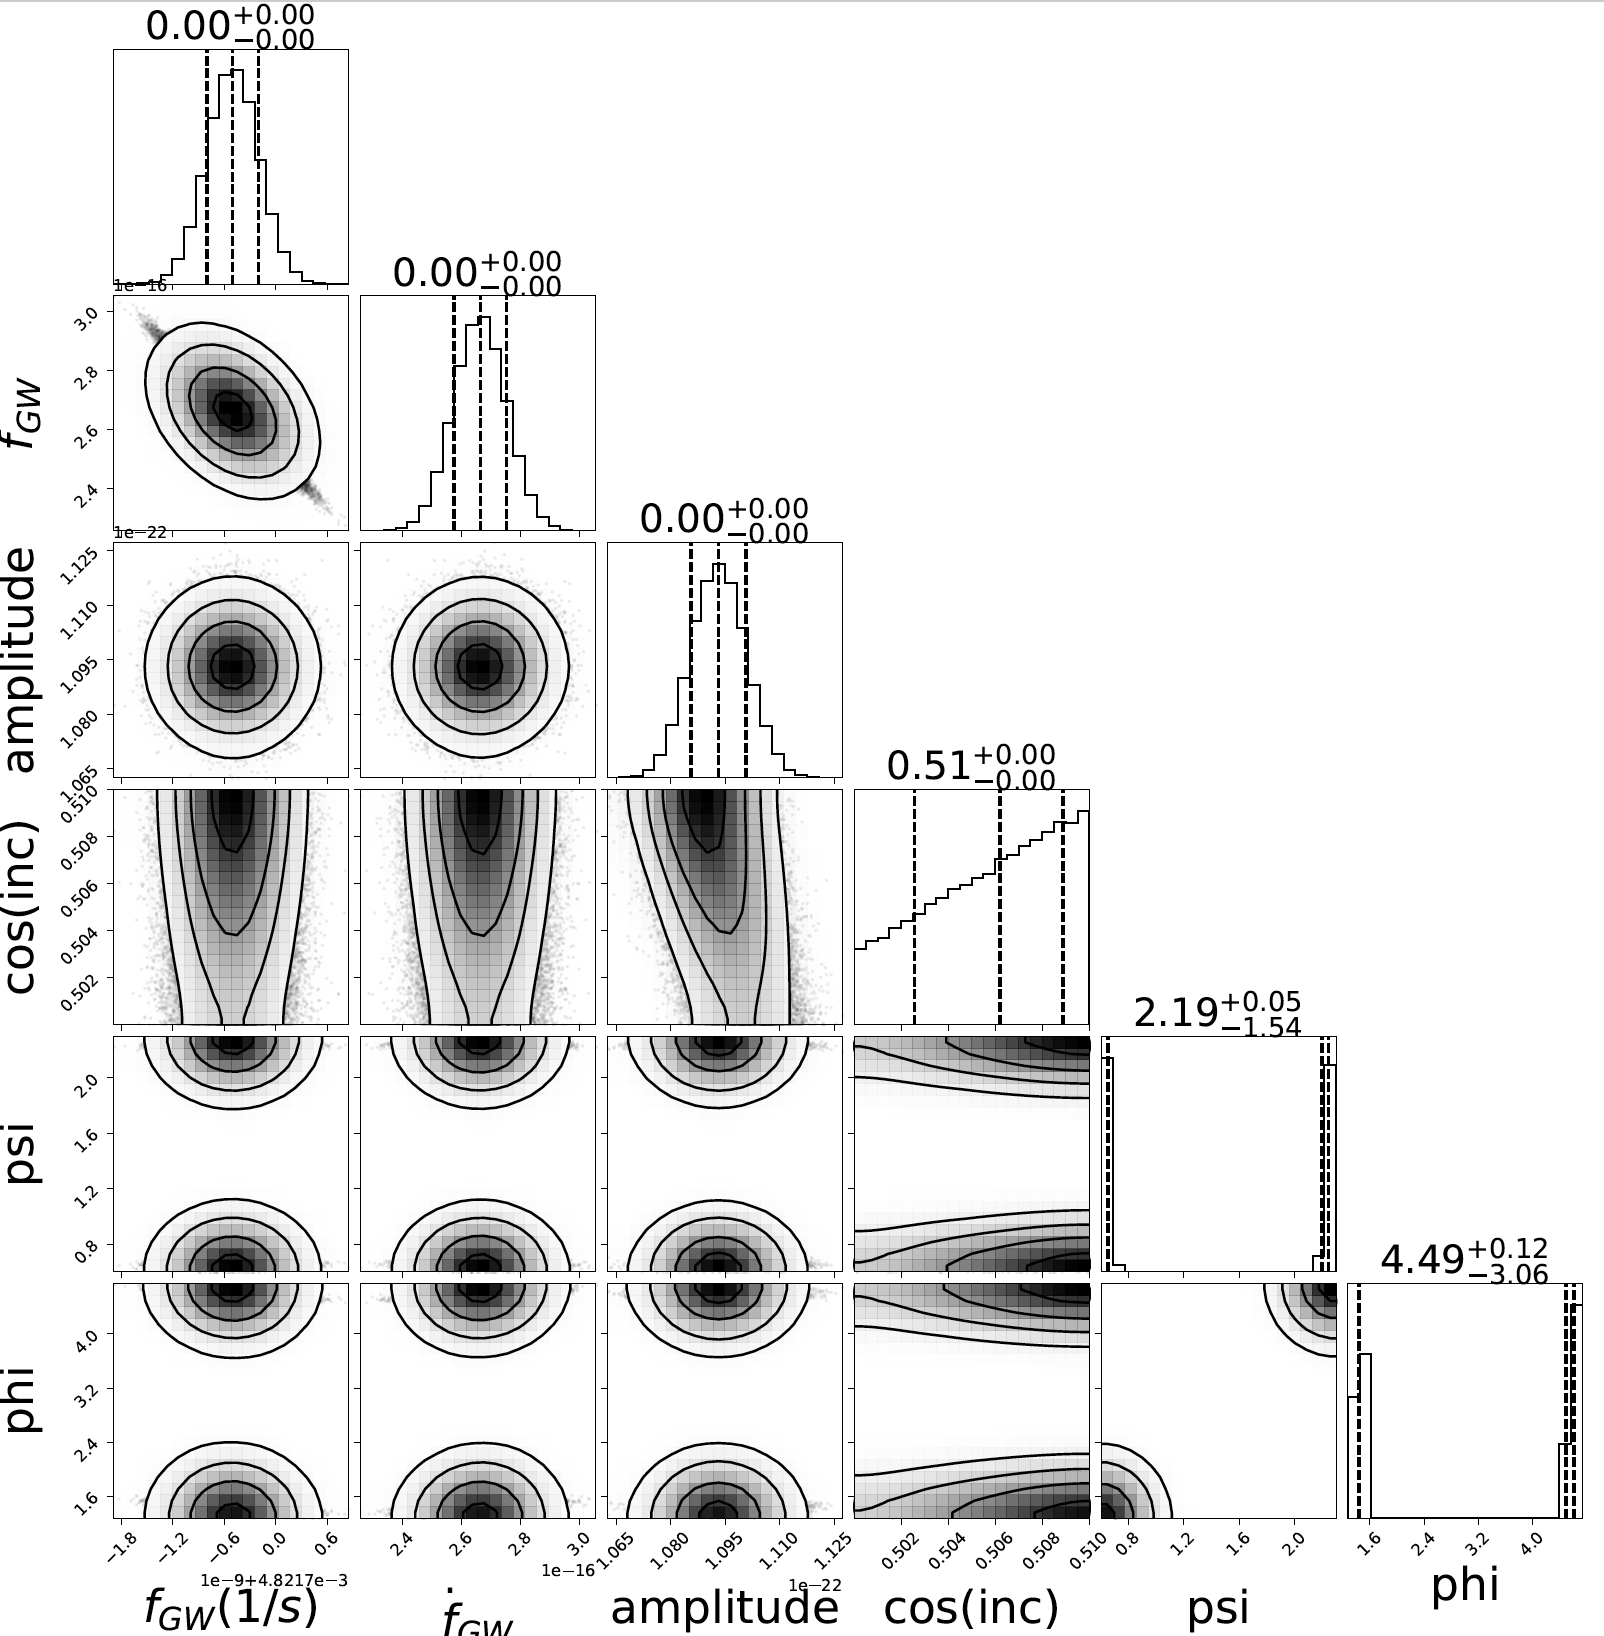 0.00+0.00−0.00
1e−16
0.00+0.00−0.00
3.0
2.8
2.6
2.4
ḟGW
1e−22
0.00+0.00−0.00
1.125
1.110
1.095
1.080
1.065
amplitude
0.51+0.00−0.00
0.510
0.508
0.506
0.504
0.502
cos(inc)
2.19+0.05−1.54
2.0
1.6
1.2
0.8
psi
4.49+0.12−3.06
4.0
3.2
2.4
1.6
phi
−1.8 −1.2 −0.6 0.0 0.6
2.4 2.6 2.8 3.0
1.065 1.080 1.095 1.110 1.125
0.502 0.504 0.506 0.508 0.510
0.8 1.2 1.6 2.0
1.6 2.4 3.2 4.0
1e−9+4.8217e−3
1e−16
1e−22
fGW(1/s)
ḟGW
amplitude
cos(inc)
psi
phi